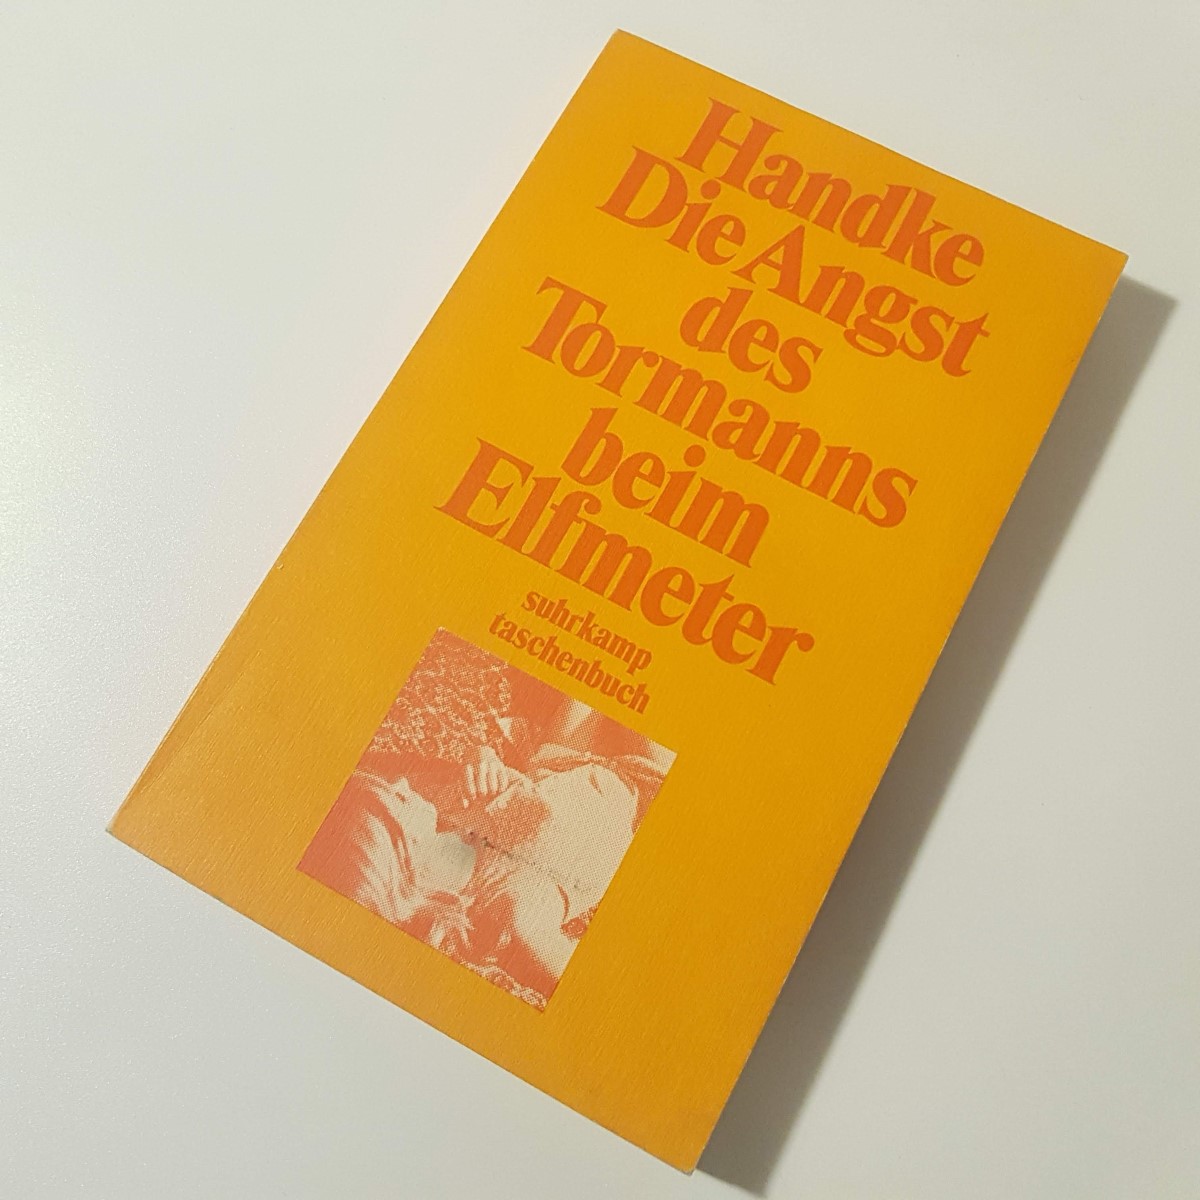 Handke
Die Angst
des
Tormanns
beim
Elfmeter
suhrkamp
taschenbuch